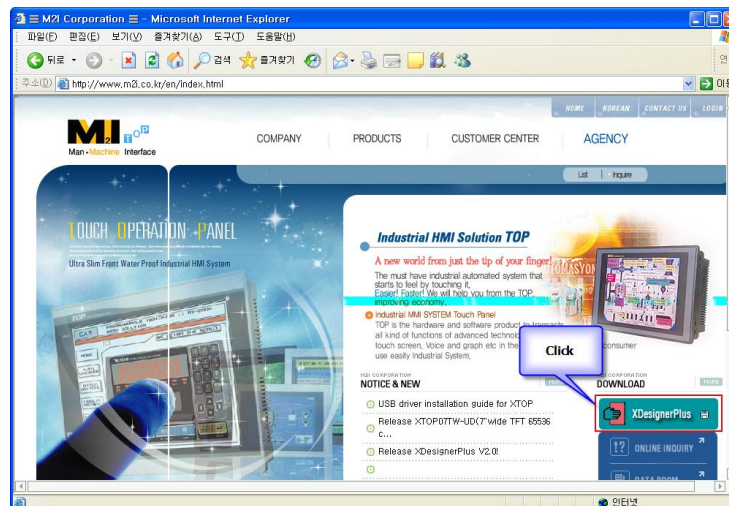 M2I Corporation - Microsoft Internet Explorer
파일(F) 편집(E) 보기(V) 즐겨찾기(A) 도구(T) 도움말(H)
뒤로 검색 즐겨찾기
주소(D) http://www.m2i.co.kr/en/index.html
HOME KOREAN CONTACT US LOGIN
M2I TOP
Man-Machine Interface
COMPANY PRODUCTS CUSTOMER CENTER AGENCY
List Inquire
TOUCH OPERATION PANEL
Ultra Slim Front Water Proof Industrial HMI System
Industrial HMI Solution TOP
A new world from just the tip of your finger
The must have industrial automated system that
starts to feel by touching it,
Easer! Faster! We will help you from the TOP
improving economy.
Industrial MMI SYSTEM Touch Panel
TOP is the hardware and software product to transacts
all kind of functions of advanced technolo
touch screen, Voice and graph etc in the consumer
use easily Industrial System,
Click
M2I CORPORATION
NOTICE & NEW
USB driver installation guide for XTOP
Release XTOP07TW-UD(7"wide TFT 65536
c...
Release XDesignerPlus V2.0!
M2I CORPORATION
DOWNLOAD
MORE
XDesignerPlus
ONLINE INQUIRY
DATA ROOM
인터넷